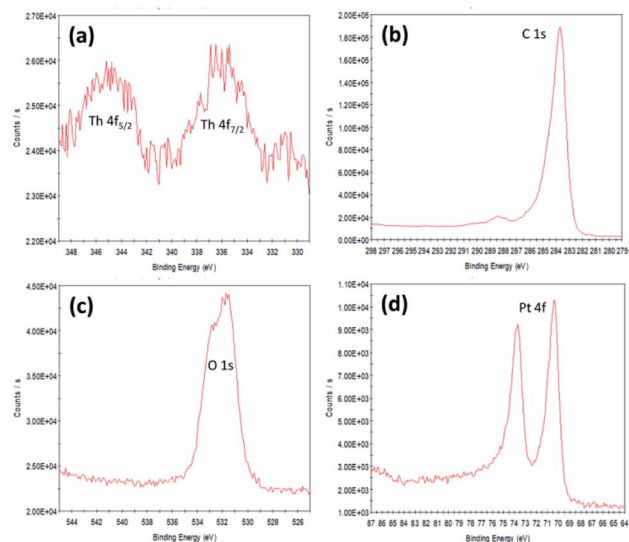 (a)
Th 4f5/2
Th 4f7/2
Counts / s
2.70E+04
2.60E+04
2.50E+04
2.40E+04
2.30E+04
2.20E+04
348 346 344 342 340 338 336 334 332 330
Binding Energy (eV)
(b)
C 1s
Counts / s
2.00E+05
1.80E+05
1.60E+05
1.40E+05
1.20E+05
1.00E+05
8.00E+04
6.00E+04
4.00E+04
2.00E+04
0.00E+00
298 297 296 295 294 293 292 291 290 289 288 287 286 285 284 283 282 281 280 279
Binding Energy (eV)
(c)
O 1s
Counts / s
4.50E+04
4.00E+04
3.50E+04
3.00E+04
2.50E+04
2.00E+04
544 542 540 538 536 534 532 530 528 526
Binding Energy (eV)
(d)
Pt 4f
Counts / s
1.10E+04
1.00E+04
9.00E+03
8.00E+03
7.00E+03
6.00E+03
5.00E+03
4.00E+03
3.00E+03
2.00E+03
1.00E+03
87 86 84 83 82 81 80 79 78 77 76 75 74 73 72 71 70 69 68 67 66 65 64
Binding Energy (eV)